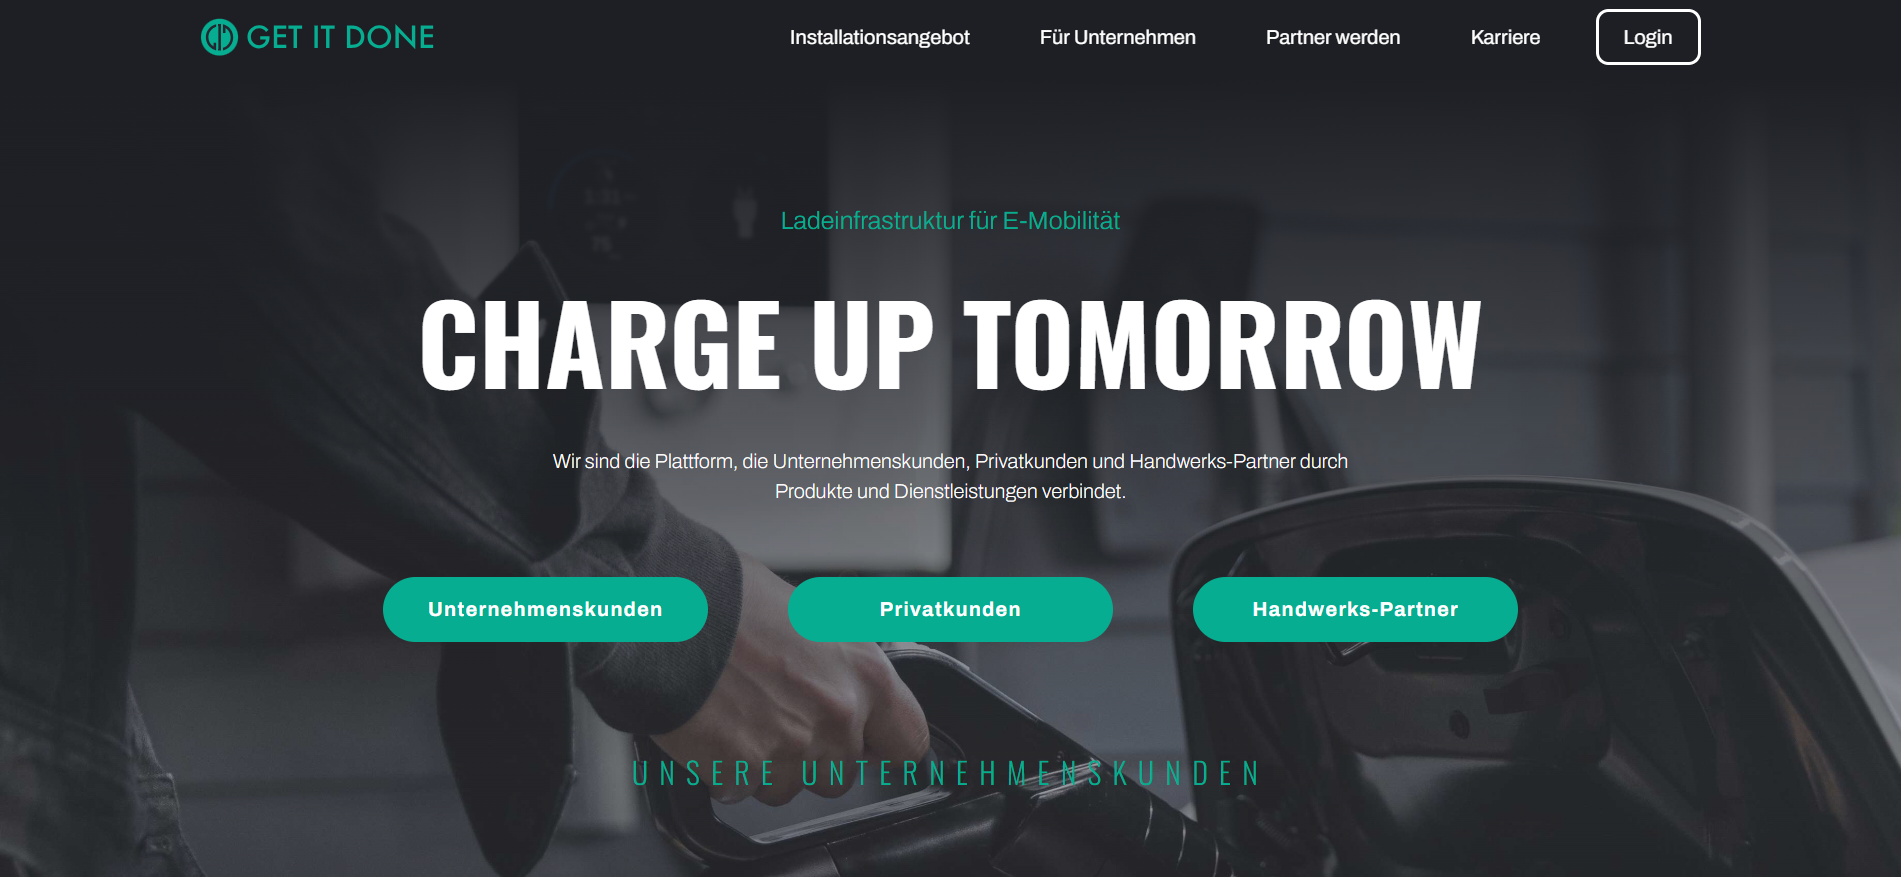 GET IT DONE
Installationsangebot
Für Unternehmen
Partner werden
Karriere
Login
Ladeinfrastruktur für E-Mobilität
CHARGE UP TOMORROW
Wir sind die Plattform, die Unternehmenskunden, Privatkunden und Handwerks-Partner durch
Produkte und Dienstleistungen verbindet.
Unternehmenskunden
Privatkunden
Handwerks-Partner
UNSERE UNTERNEHMENSKUNDEN